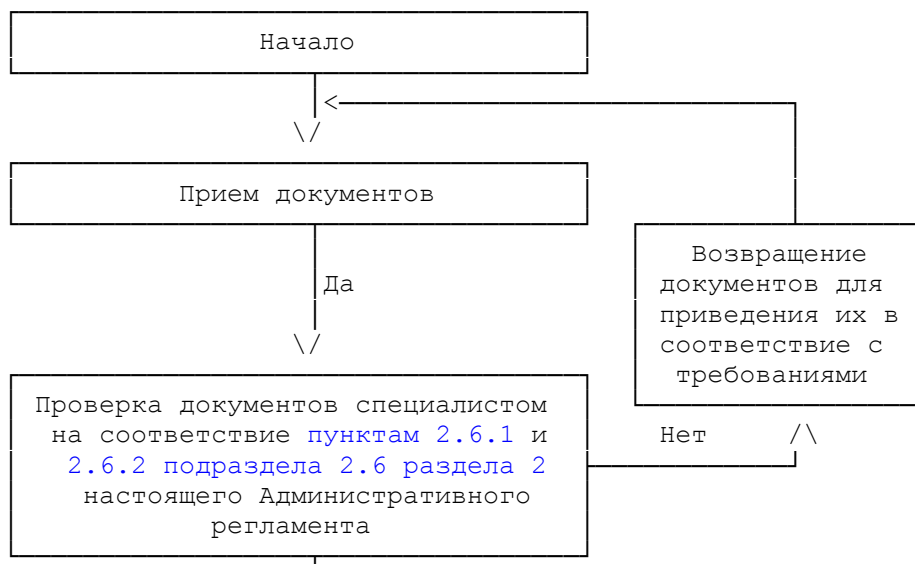 Начало
Прием документов
Возвращение
документов для
приведения их в
соответствие с
требованиями
Да
Проверка документов специалистом
на соответствие пунктам 2.6.1 и
2.6.2 подраздела 2.6 раздела 2
настоящего Административного
регламента
Нет